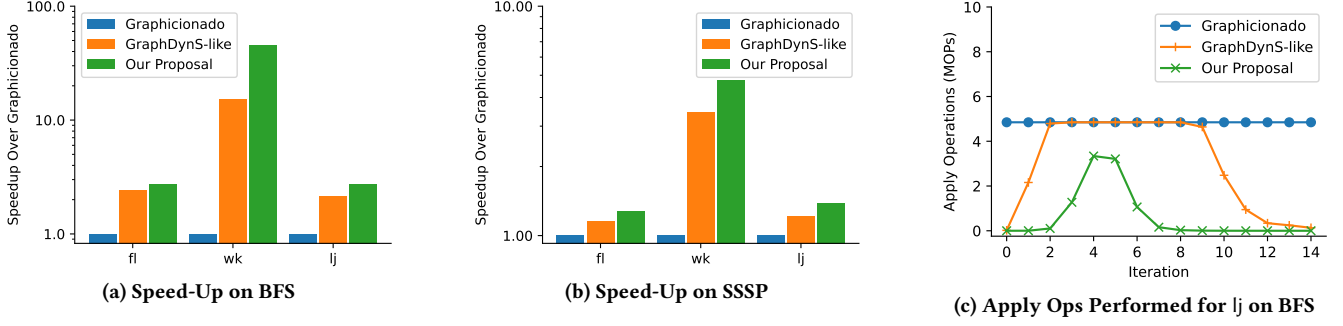 100.0
10.0
1.0
Speedup Over Graphicionado
Graphicionado
GraphDynS-like
Our Proposal
fl
wk
lj
(a) Speed-Up on BFS
10.00
1.00
Speedup Over Graphicionado
Graphicionado
GraphDynS-like
Our Proposal
fl
wk
lj
(b) Speed-Up on SSSP
10
8
6
4
2
0
Apply Operations (MOPs)
Graphicionado
GraphDynS-like
Our Proposal
0 2 4 6 8 10 12 14
Iteration
(c) Apply Ops Performed for lj on BFS